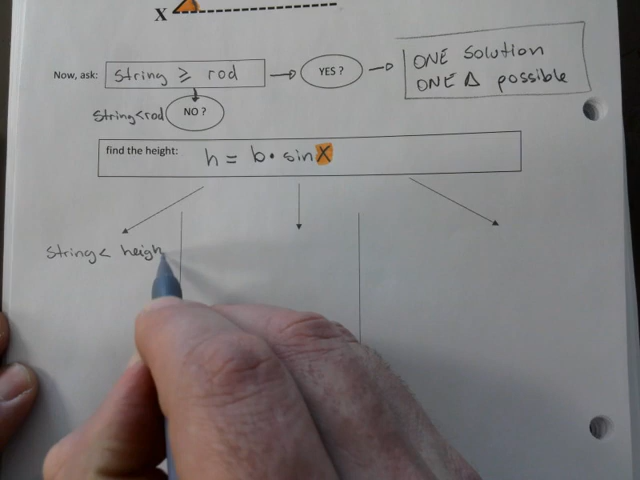 X
Now, ask: string ≥ rod
YES ?
ONE Solution
ONE Δ possible
string<rod
NO ?
find the height: h = b • sin X
string< heigh